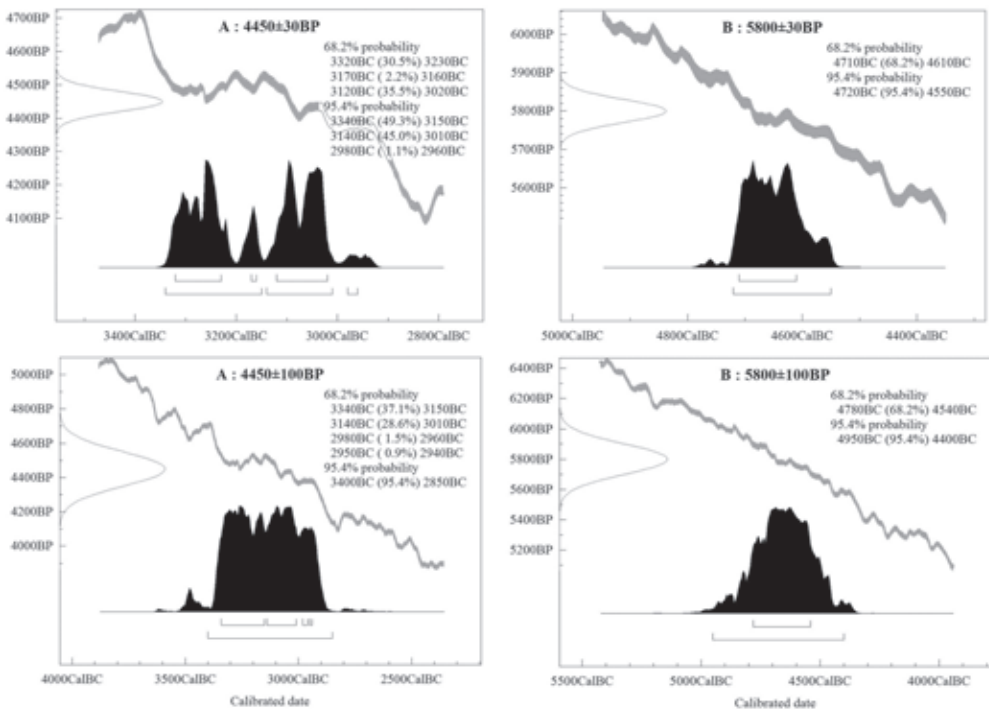 A : 4450±30BP
68.2% probability
3320BC (30.5%) 3230BC
3170BC ( 2.2%) 3160BC
3120BC (35.5%) 3020BC
95.4% probability
3340BC (49.3%) 3150BC
3140BC (45.0%) 3010BC
2980BC ( 1.1%) 2960BC
4700BP
4600BP
4500BP
4400BP
4300BP
4200BP
4100BP
3400CalBC 3200CalBC 3000CalBC 2800CalBC
B : 5800±30BP
68.2% probability
4710BC (68.2%) 4610BC
95.4% probability
4720BC (95.4%) 4550BC
6000BP
5900BP
5800BP
5700BP
5600BP
5000CalBC 4800CalBC 4600CalBC 4400CalBC
A : 4450±100BP
68.2% probability
3340BC (37.1%) 3150BC
3140BC (28.6%) 3010BC
2980BC ( 1.5%) 2960BC
2950BC ( 0.9%) 2940BC
95.4% probability
3400BC (95.4%) 2850BC
5000BP
4800BP
4600BP
4400BP
4200BP
4000BP
4000CalBC 3500CalBC 3000CalBC 2500CalBC
Calibrated date
B : 5800±100BP
68.2% probability
4780BC (68.2%) 4540BC
95.4% probability
4950BC (95.4%) 4400BC
6400BP
6200BP
6000BP
5800BP
5600BP
5400BP
5200BP
5500CalBC 5000CalBC 4500CalBC 4000CalBC
Calibrated date